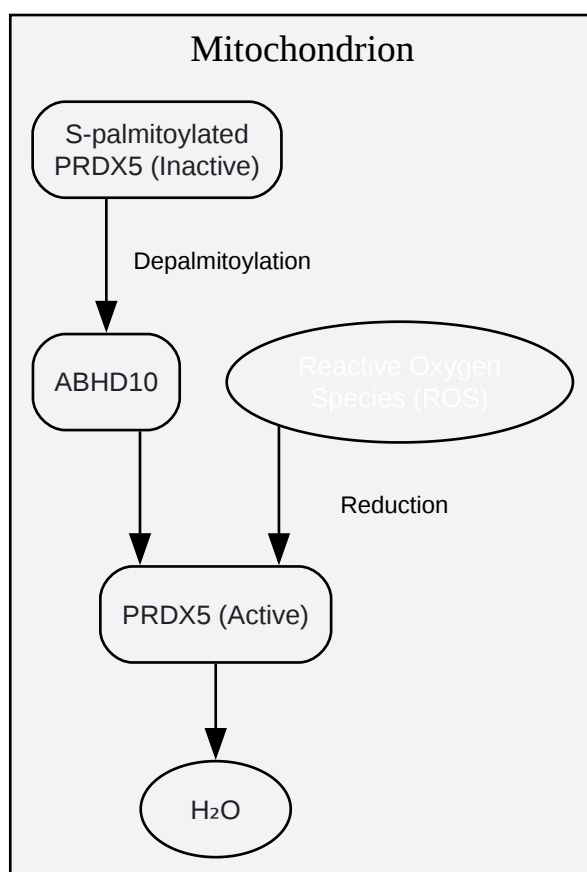 Mitochondrion
S-palmitoylated
PRDX5 (Inactive)
Depalmitoylation
ABHD10
Reactive Oxygen
Species (ROS)
Reduction
PRDX5 (Active)
H₂O